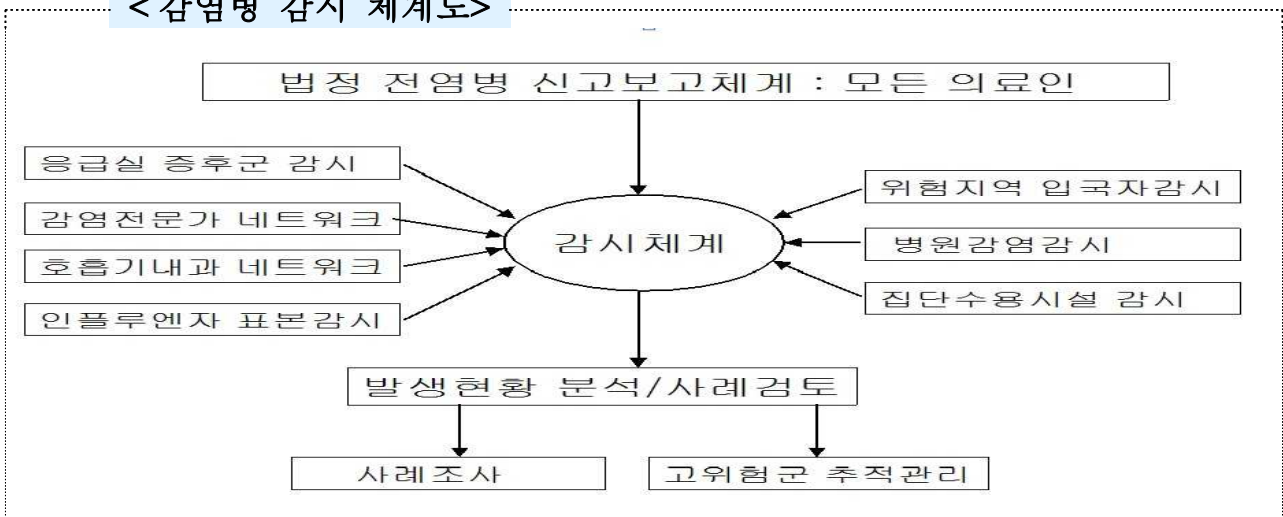 <감염병 감시 체계도>
법정 전염병 신고보고체계 : 모든 의료인
응급실 증후군 감시
감염전문가 네트워크
호흡기내과 네트워크
인플루엔자 표본감시
감시체계
위험지역 입국자감시
병원감염감시
집단수용시설 감시
발생현황 분석/사례검토
사례조사
고위험군 추적관리